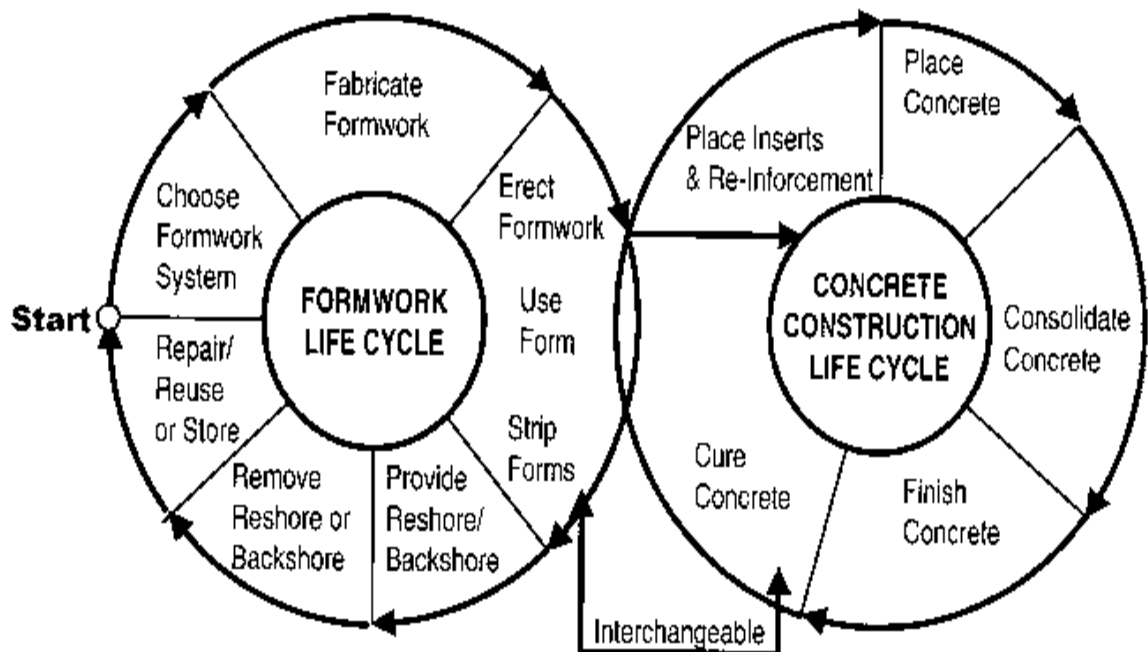 Start
Choose
Formwork
System
Fabricate
Formwork
Erect
Formwork
Use
Form
Strip
Forms
Provide
Reshore/
Backshore
Remove
Reshore or
Backshore
Repair/
Reuse
or Store
FORMWORK
LIFE CYCLE
Place Inserts
& Re-Inforcement
Place
Concrete
Consolidate
Concrete
Finish
Concrete
Cure
Concrete
CONCRETE
CONSTRUCTION
LIFE CYCLE
Interchangeable